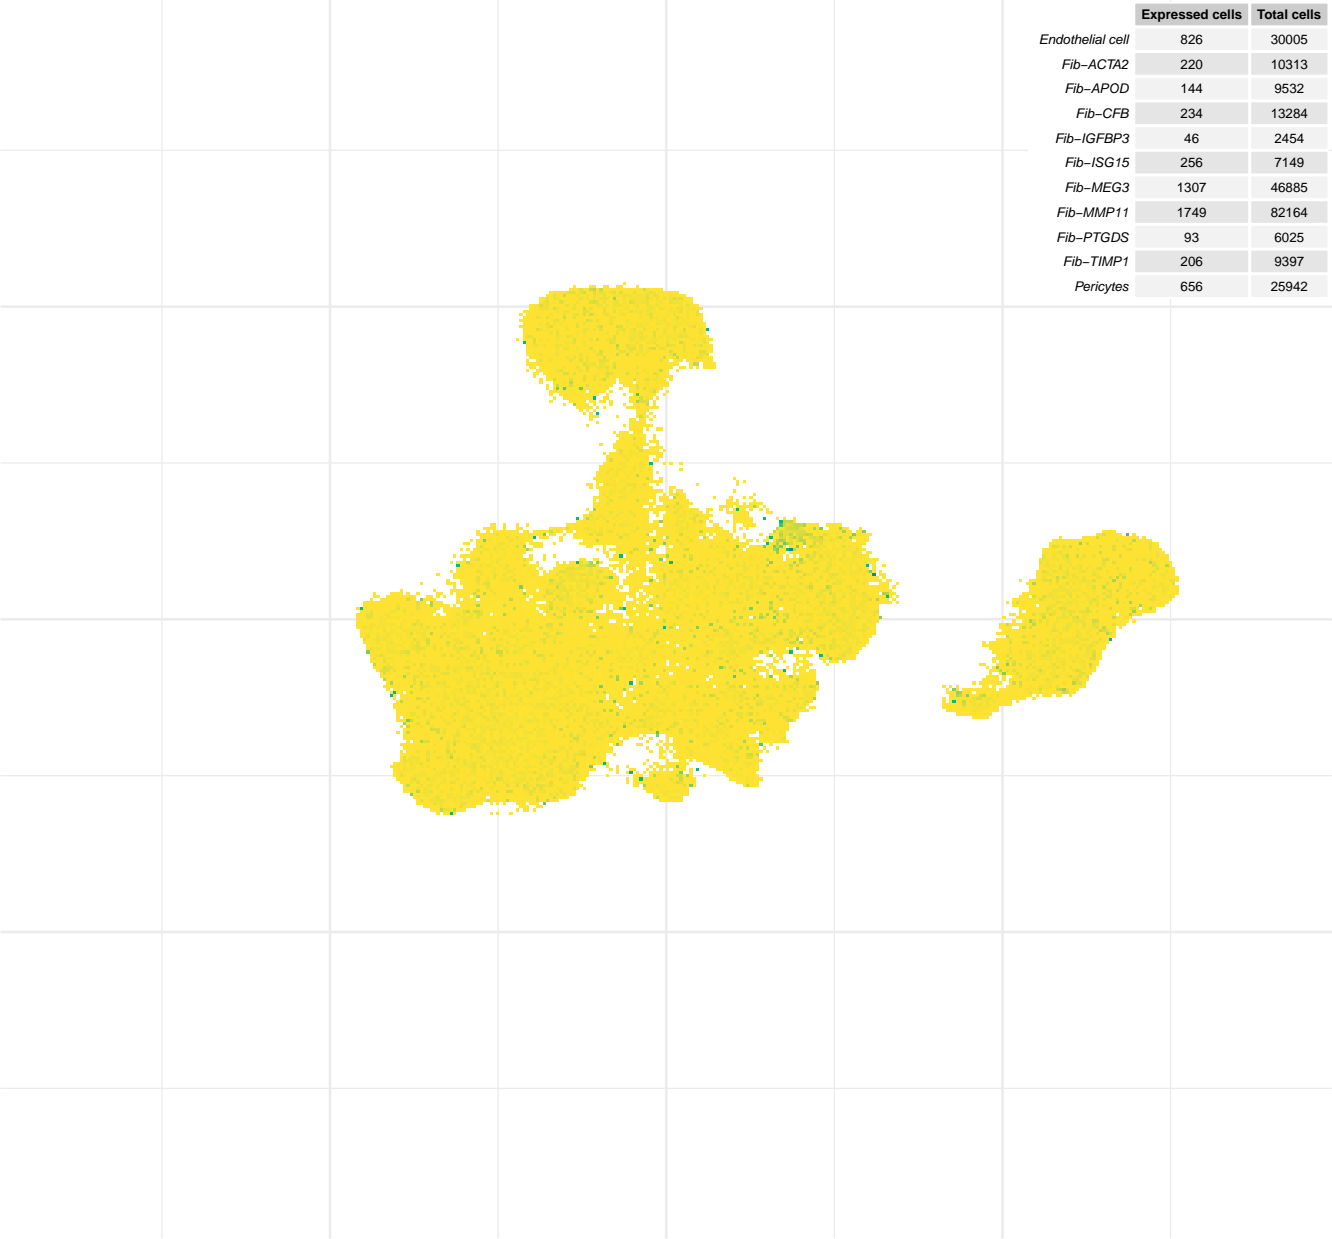 Expressed cells Total cells
Endothelial cell 826 30005
Fib−ACTA2 220 10313
Fib−APOD 144 9532
Fib−CFB 234 13284
Fib−IGFBP3 46 2454
Fib−ISG15 256 7149
Fib−MEG3 1307 46885
Fib−MMP11 1749 82164
Fib−PTGDS 93 6025
Fib−TIMP1 206 9397
Pericytes 656 25942